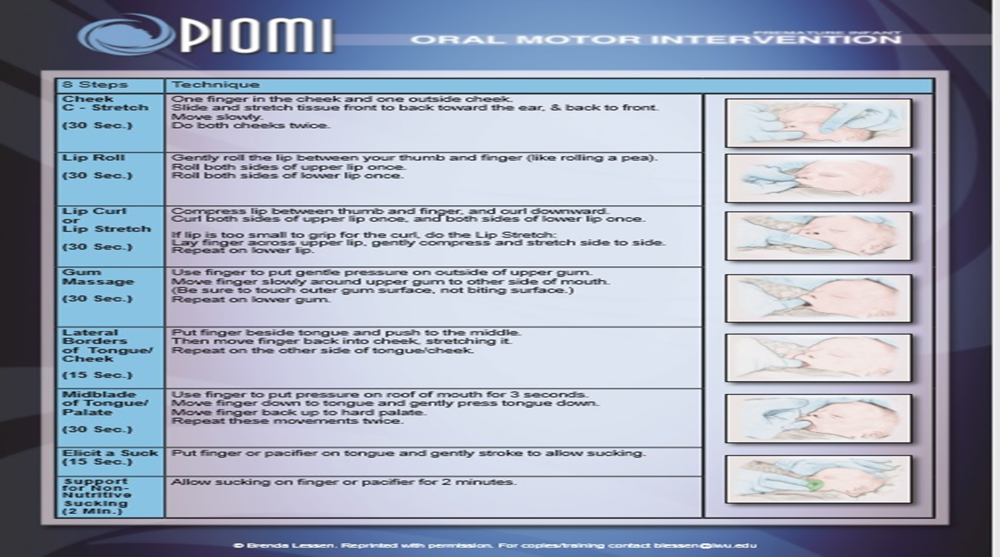 PIOMI
PREMATURE INFANT
ORAL MOTOR INTERVENTION
8 Steps
Technique
Cheek
C - Stretch
(30 Sec.)
One finger in the cheek and one outside cheek.
Slide and stretch tissue front to back toward the ear, & back to front.
Move slowly.
Do both cheeks twice.
Lip Roll
(30 Sec.)
Gently roll the lip between your thumb and finger (like rolling a pea).
Roll both sides of upper lip once.
Roll both sides of lower lip once.
Lip Curl
or
Lip Stretch
(30 Sec.)
Compress lip between thumb and finger, and curl downward.
Curl both sides of upper lip once, and both sides of lower lip once.
If lip is too small to grip for the curl, do the Lip Stretch:
Lay finger across upper lip, gently compress and stretch side to side.
Repeat on lower lip.
Gum
Massage
(30 Sec.)
Use finger to put gentle pressure on outside of upper gum.
Move finger slowly around upper gum to other side of mouth.
(Be sure to touch outer gum surface, not biting surface.)
Repeat on lower gum.
Lateral
Borders
of Tongue/
Cheek
(15 Sec.)
Put finger beside tongue and push to the middle.
Then move finger back into cheek, stretching it.
Repeat on the other side of tongue/cheek.
Midblade
of Tongue/
Palate
(30 Sec.)
Use finger to put pressure on roof of mouth for 3 seconds.
Move finger down to tongue and gently press tongue down.
Move finger back up to hard palate.
Repeat these movements twice.
Elicit a Suck
(15 Sec.)
Put finger or pacifier on tongue and gently stroke to allow sucking.
Support
for Non-
Nutritive
Sucking
(2 Min.)
Allow sucking on finger or pacifier for 2 minutes.
© Brenda Lessen. Reprinted with permission. For copies/training contact blessen@iwu.edu